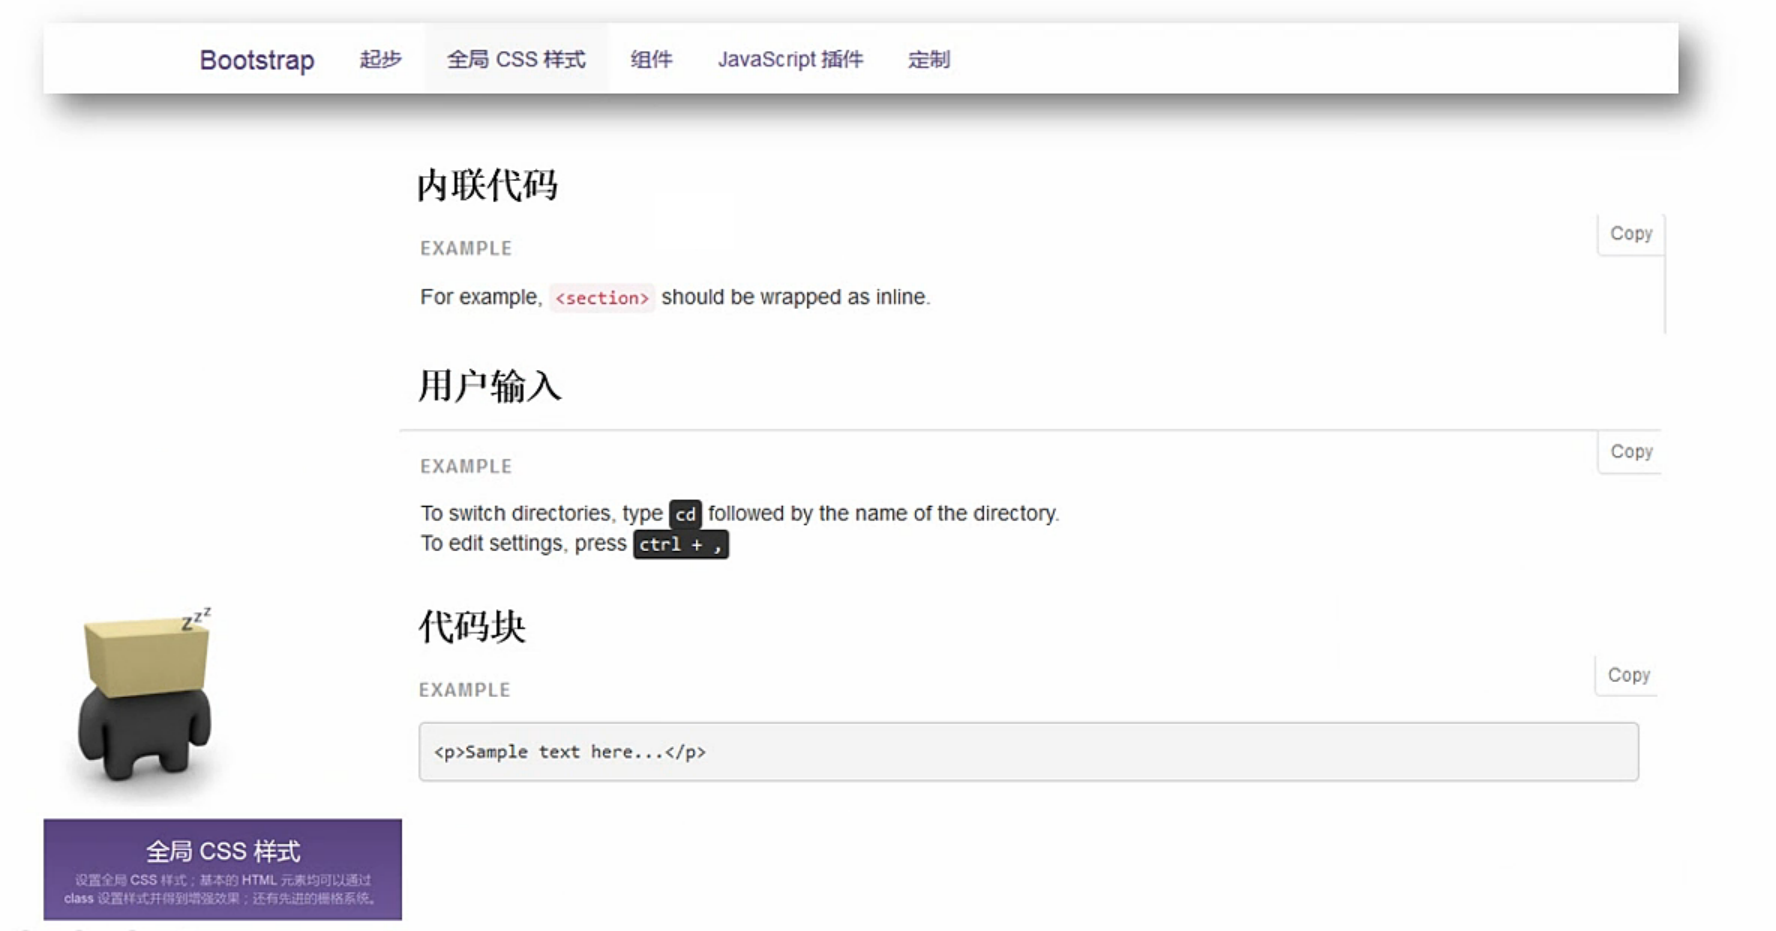 Bootstrap 起步 全局 CSS 样式 组件 JavaScript 插件 定制
内联代码
Copy
EXAMPLE
For example, <section> should be wrapped as inline.
用户输入
Copy
EXAMPLE
To switch directories, type cd followed by the name of the directory.
To edit settings, press ctrl + ,
代码块
Copy
EXAMPLE
<p>Sample text here...</p>
zzz
全局 CSS 样式
设置全局 CSS 样式；基本的 HTML 元素均可以通过
class 设置样式并得到增强效果；还有先进的栅格系统。